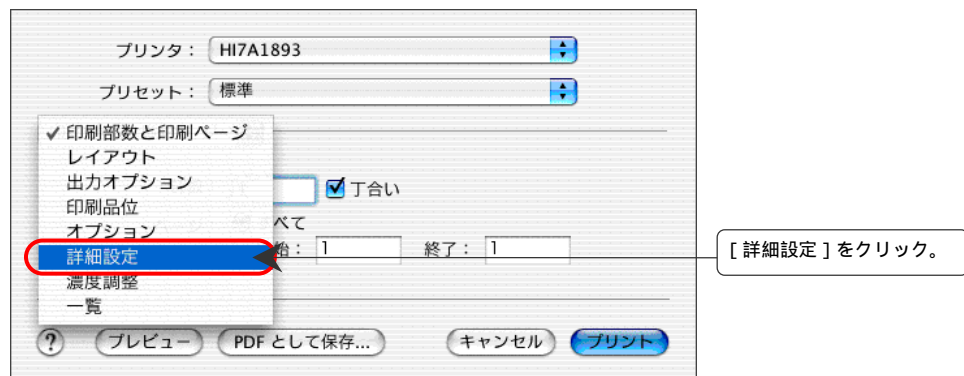 プリンタ： HI7A1893
プリセット： 標準
✓ 印刷部数と印刷ページ
レイアウト
出力オプション
丁合い
印刷品位
べて
オプション
始： 1 終了： 1
詳細設定
[ 詳細設定 ] をクリック。
濃度調整
一覧
? プレビュー PDF として保存... キャンセル プリント